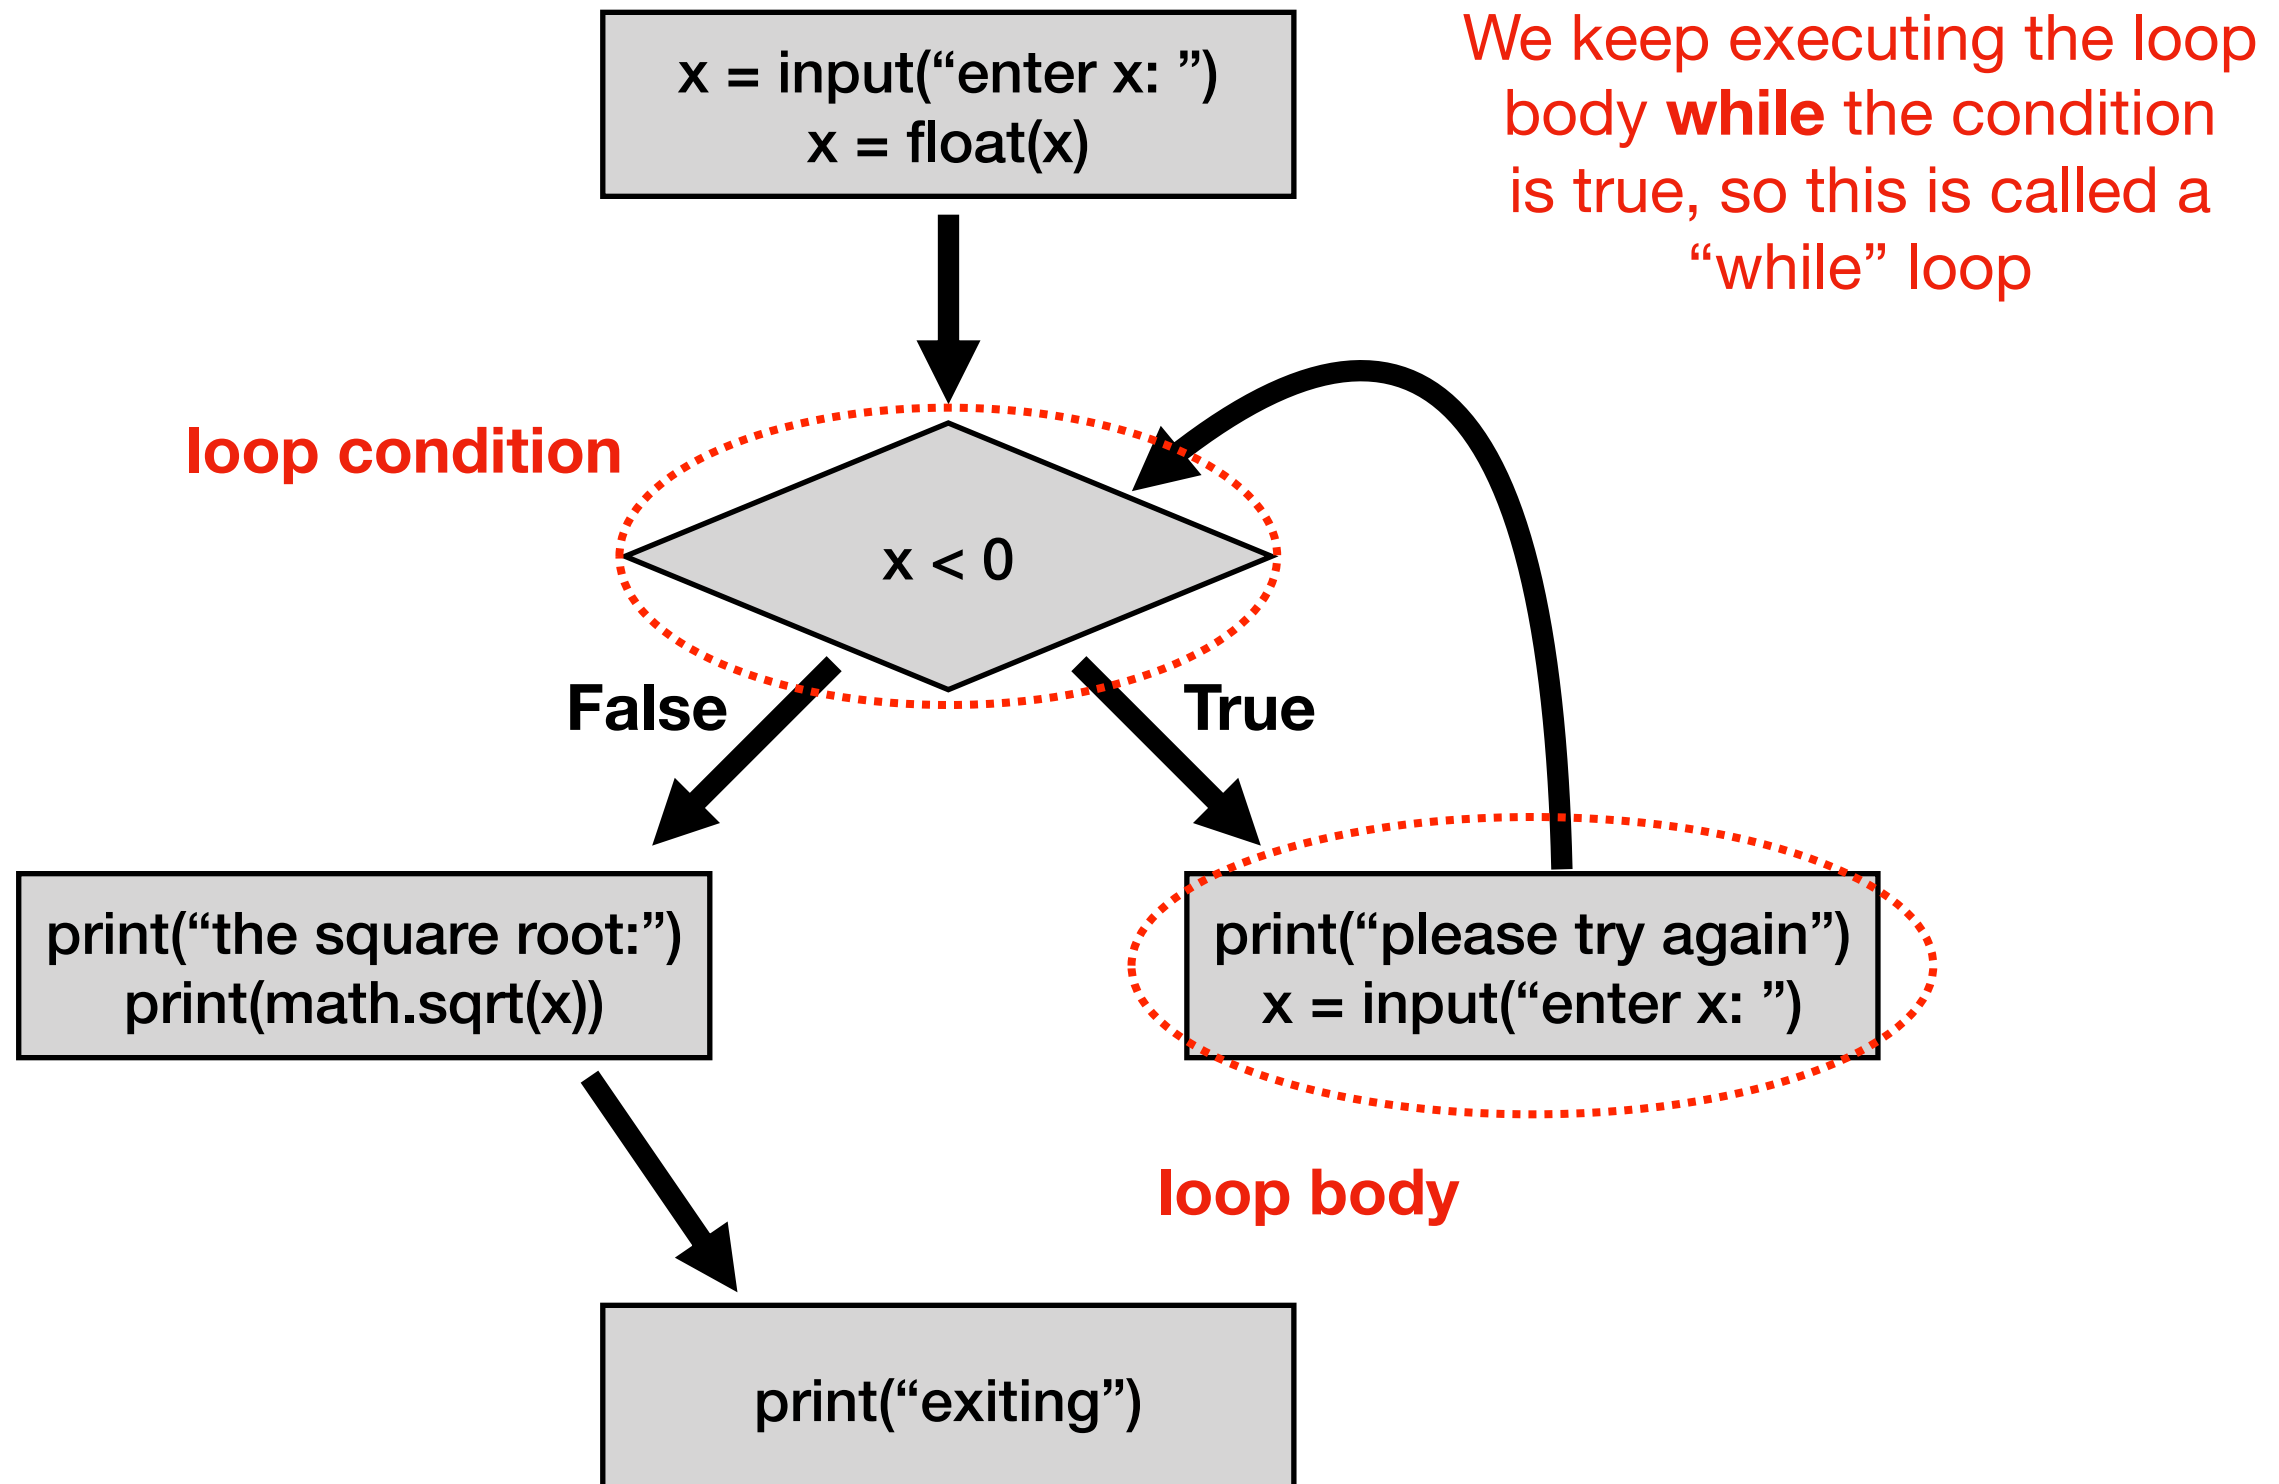 x = input(“enter x: ”)
x = float(x)
We keep executing the loop
body while the condition
is true, so this is called a
“while” loop
loop condition
x < 0
False
True
print(“the square root:”)
print(math.sqrt(x))
print(“please try again”)
x = input(“enter x: ”)
loop body
print(“exiting”)